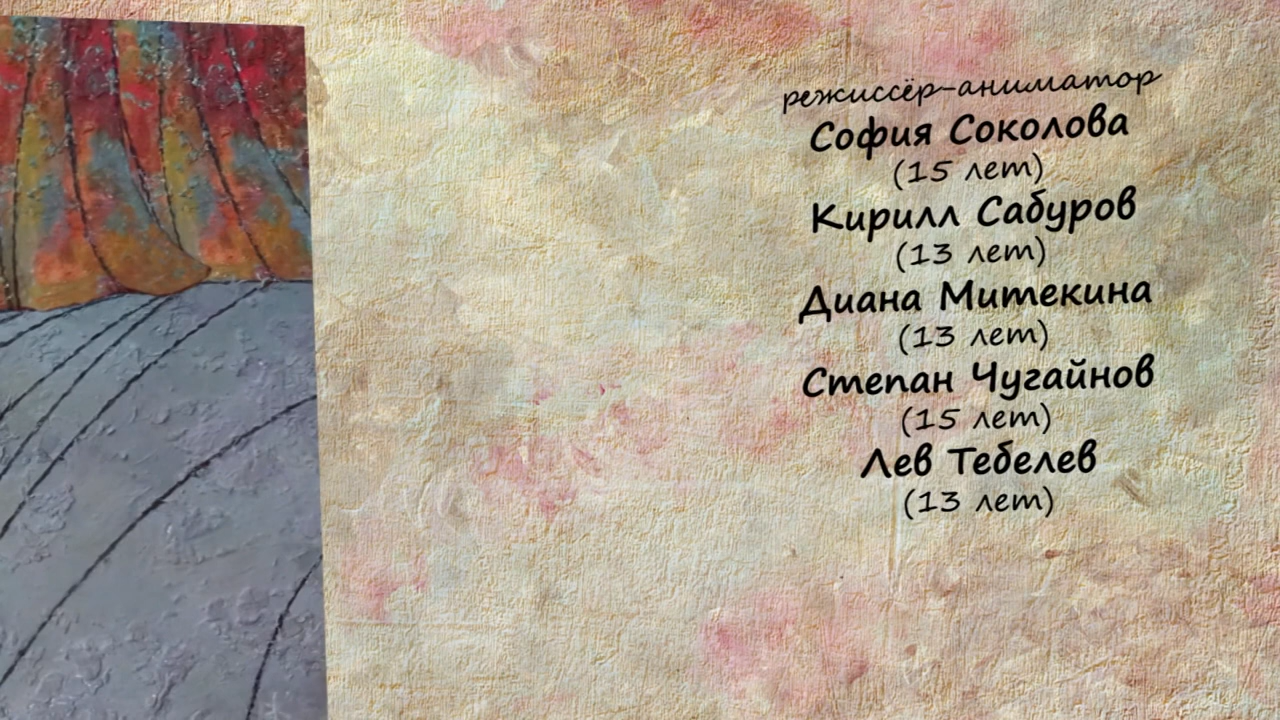 режиссёр-аниматор
София Соколова
(15 лет)
Кирилл Сабуров
(13 лет)
Диана Митекина
(13 лет)
Степан Чугайнов
(15 лет)
Лев Тебелев
(13 лет)